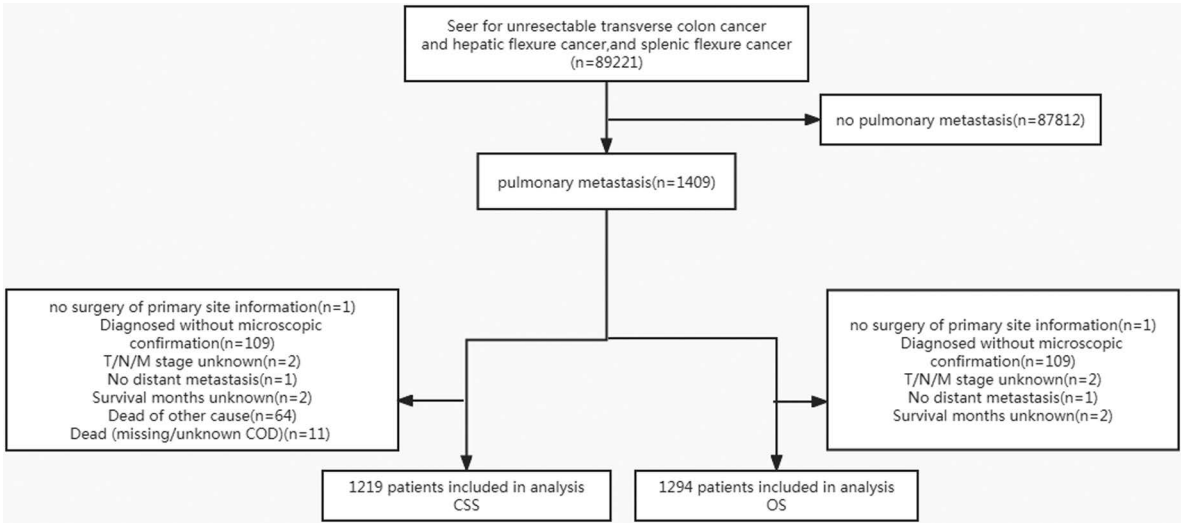 Seer for unresectable transverse colon cancer
and hepatic flexure cancer,and splenic flexure cancer
(n=89221)
no pulmonary metastasis(n=87812)
pulmonary metastasis(n=1409)
no surgery of primary site information(n=1)
Diagnosed without microscopic
confirmation(n=109)
T/N/M stage unknown(n=2)
No distant metastasis(n=1)
Survival months unknown(n=2)
Dead of other cause(n=64)
Dead (missing/unknown COD)(n=11)
no surgery of primary site information(n=1)
Diagnosed without microscopic
confirmation(n=109)
T/N/M stage unknown(n=2)
No distant metastasis(n=1)
Survival months unknown(n=2)
1219 patients included in analysis
CSS
1294 patients included in analysis
OS